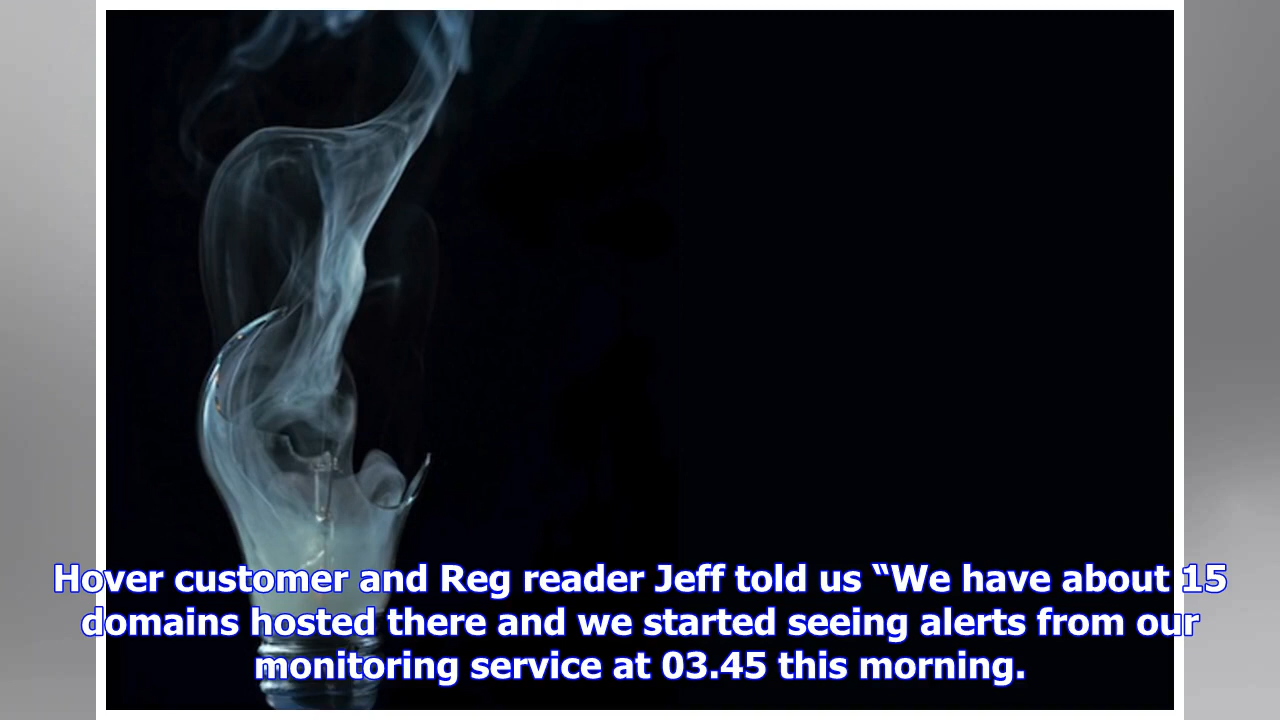 Hover customer and Reg reader Jeff told us “We have about 15
domains hosted there and we started seeing alerts from our
monitoring service at 03.45 this morning.